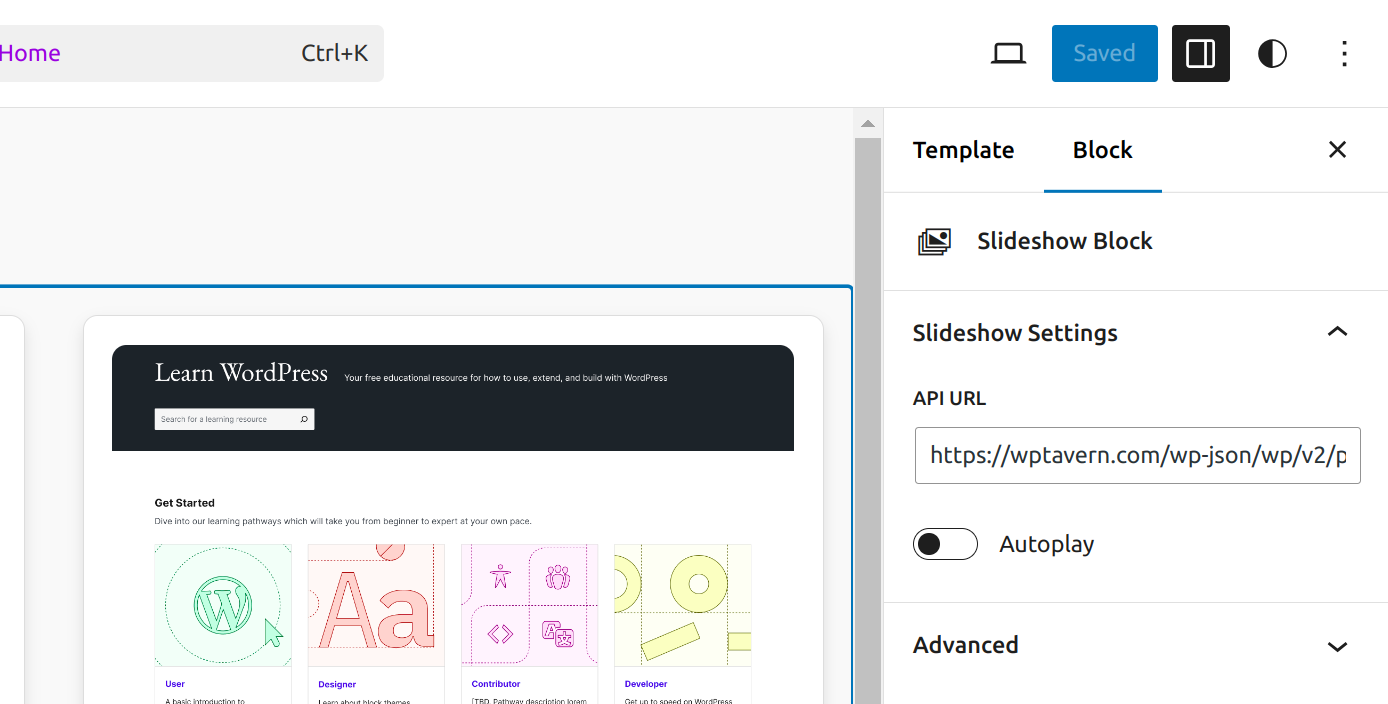 Home Ctrl+K Saved
Template Block
Slideshow Block
Slideshow Settings
API URL
https://wptavern.com/wp-json/wp/v2/p
Autoplay
Advanced
Learn WordPress Your free educational resource for how to use, extend, and build with WordPress
Search for a learning resource
Get Started
Dive into our learning pathways which will take you from beginner to expert at your own pace.
Aa
User Designer Contributor Developer
A basic introduction to Learn about block themes [TBD. Pathway description lorem Get up to speed on WordPress